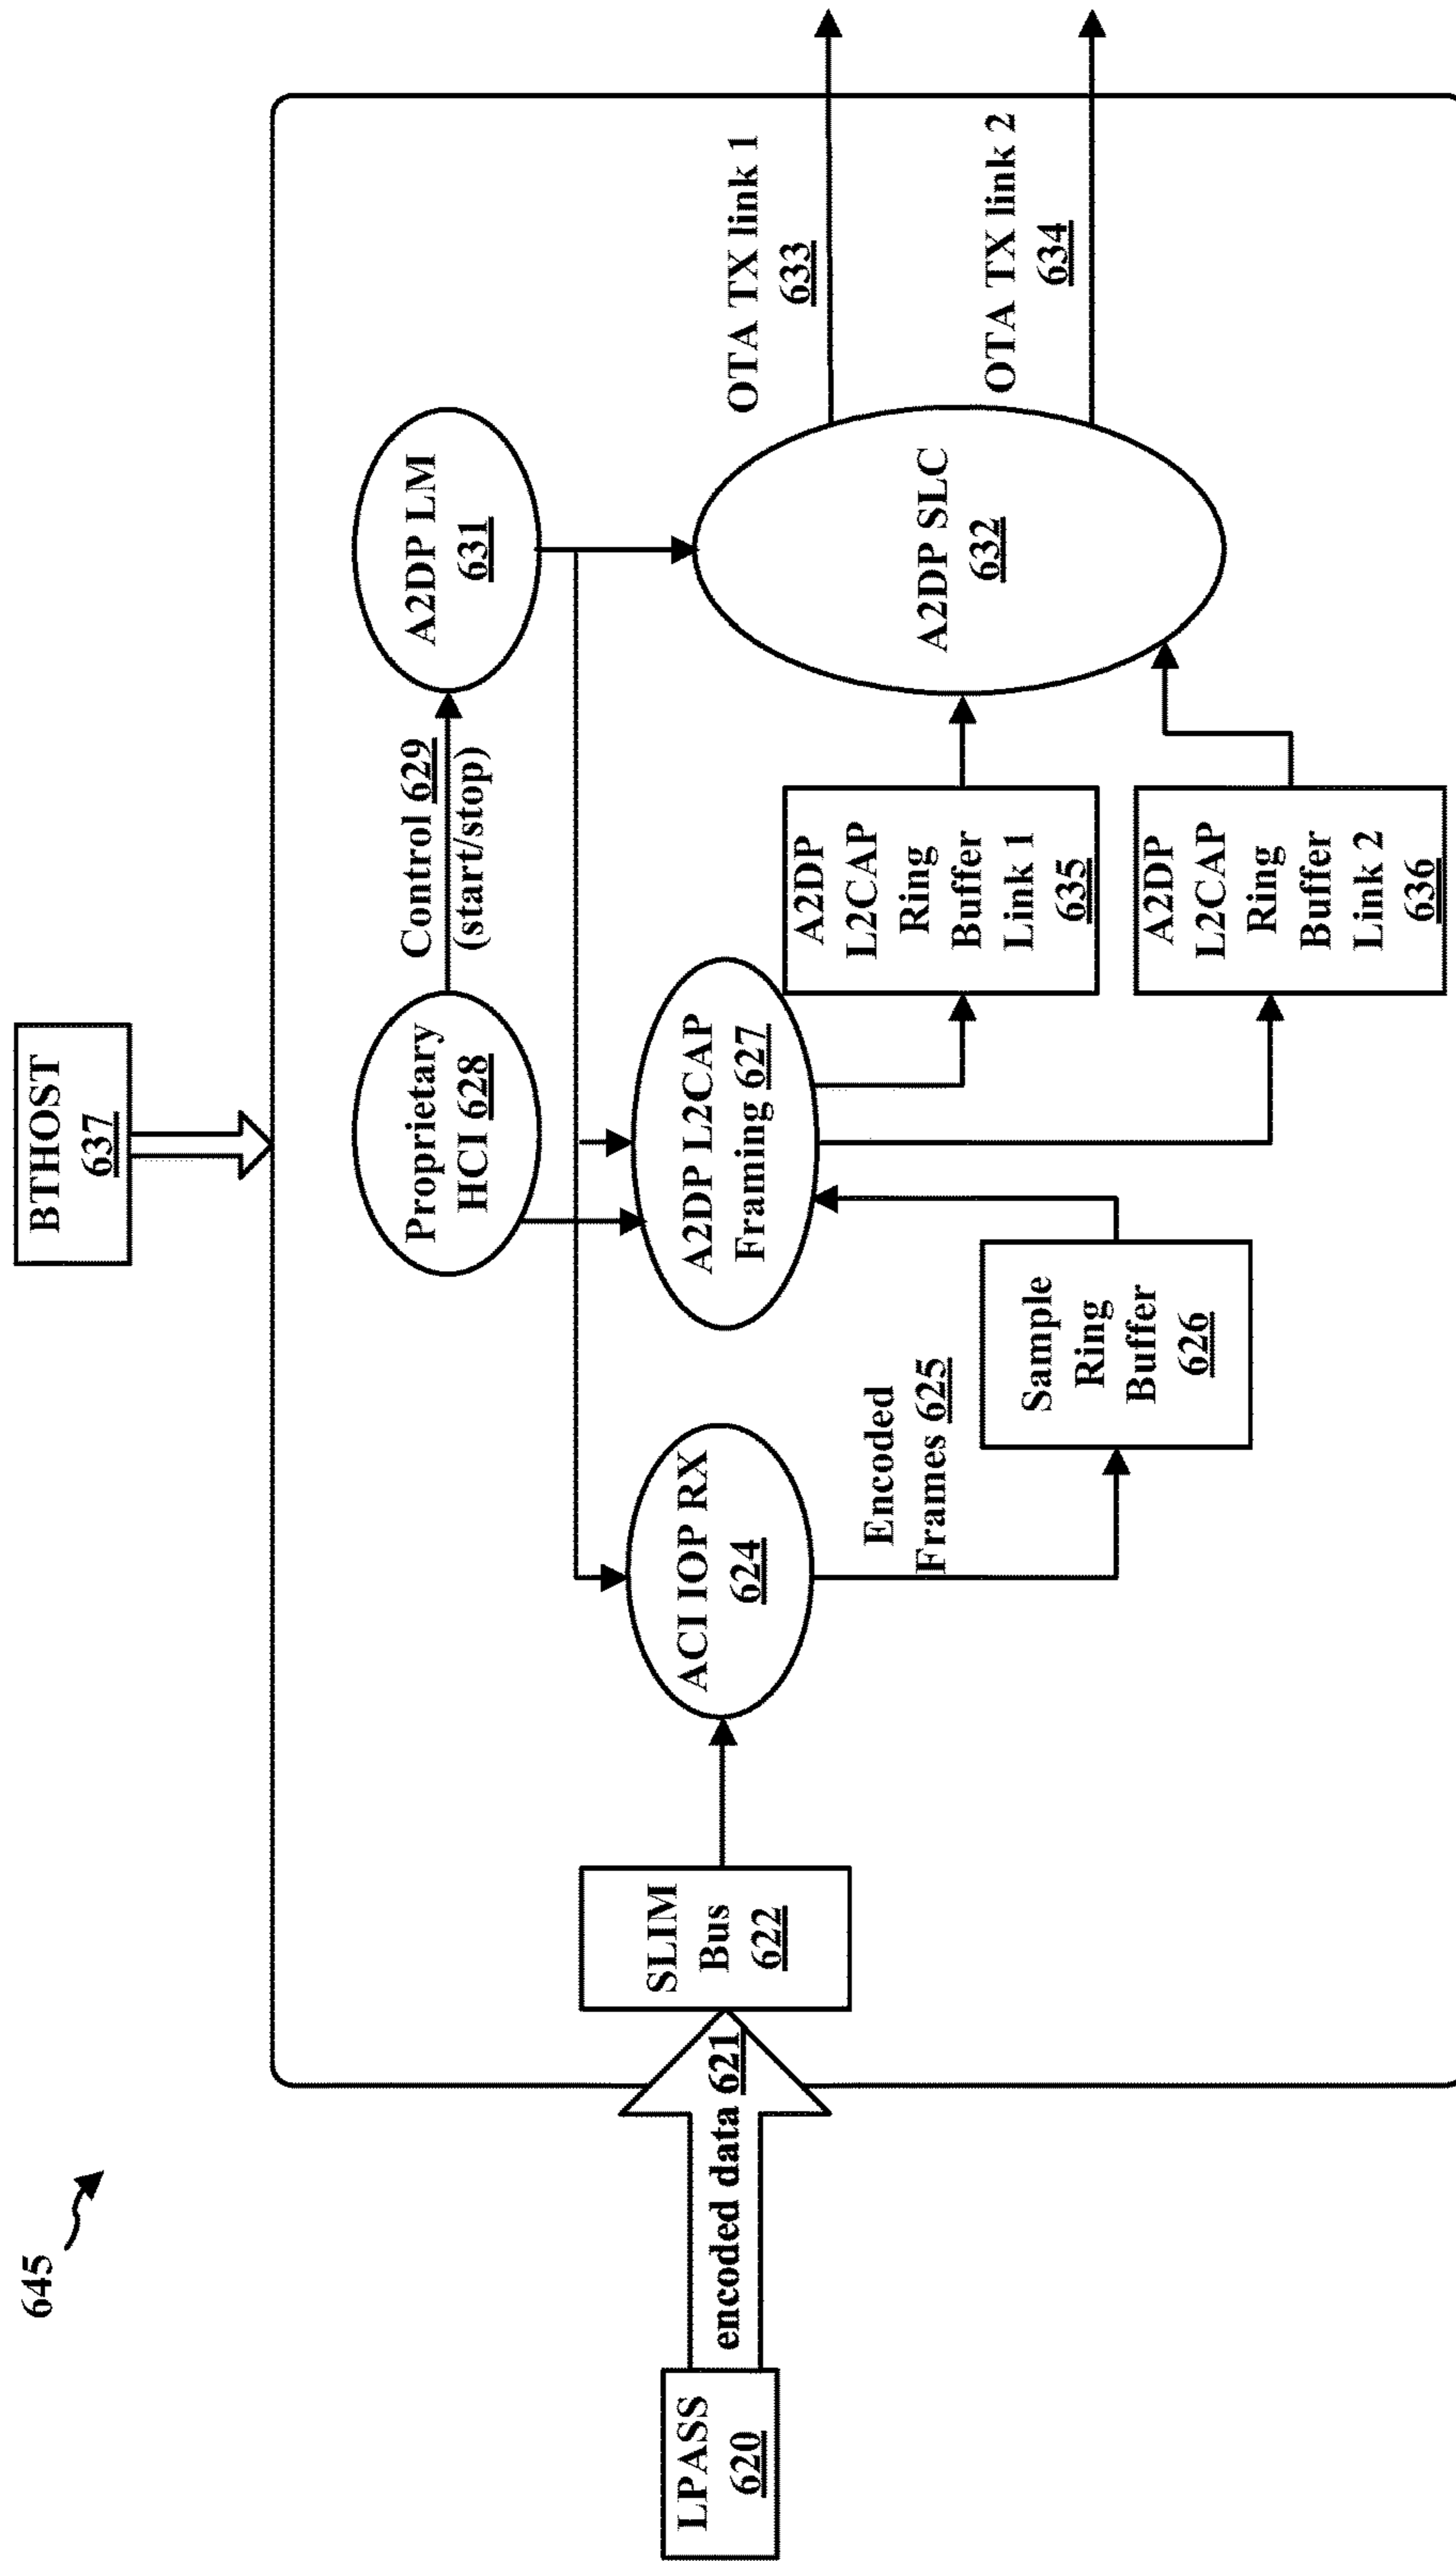 645
BTHOST
637
Proprietary
HCI 628
Control 629
(start/stop)
A2DP LM
631
LPASS
620
encoded data 621
SLIM
Bus
622
ACI IOP RX
624
Encoded
Frames 625
Sample
Ring
Buffer
626
A2DP L2CAP
Framing 627
A2DP
L2CAP
Ring
Buffer
Link 1
635
A2DP
L2CAP
Ring
Buffer
Link 2
636
A2DP SLC
632
OTA TX link 1
633
OTA TX link 2
634